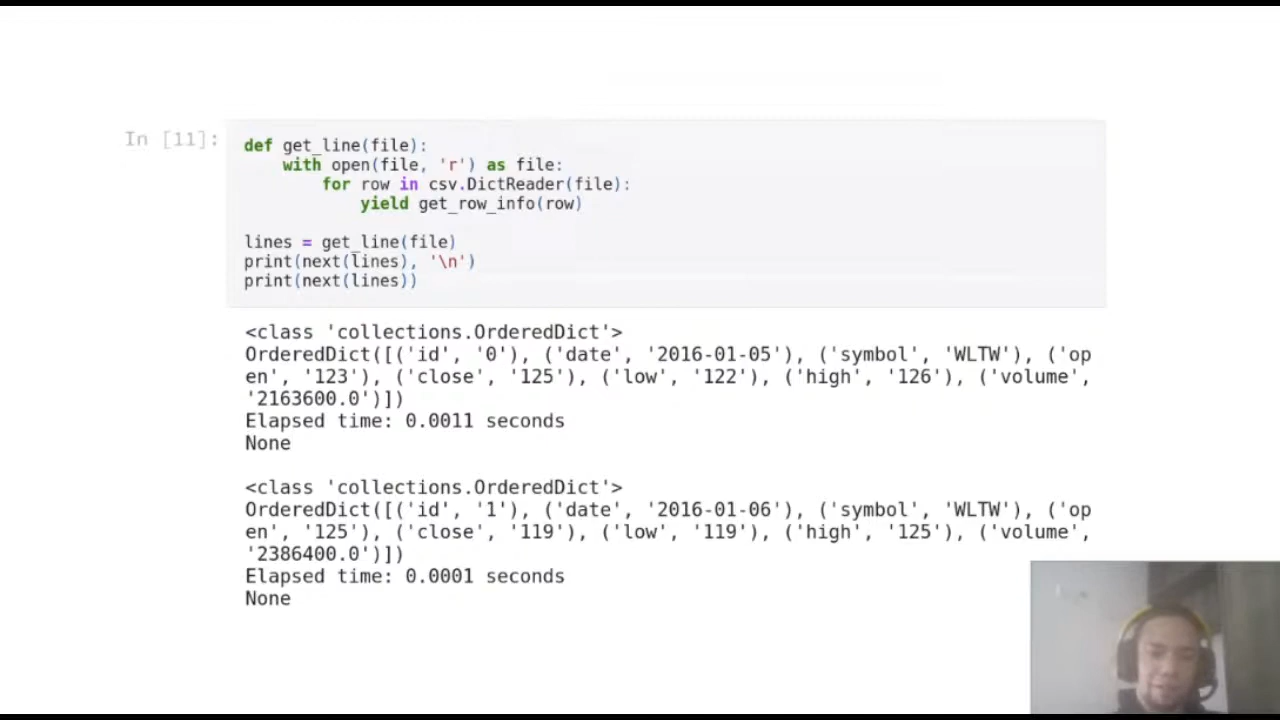 In [11]:
def get_line(file):
    with open(file, 'r') as file:
        for row in csv.DictReader(file):
            yield get_row_info(row)
lines = get_line(file)
print(next(lines), '\n')
print(next(lines))
<class 'collections.OrderedDict'>
OrderedDict([('id', '0'), ('date', '2016-01-05'), ('symbol', 'WLTW'), ('op
en', '123'), ('close', '125'), ('low', '122'), ('high', '126'), ('volume',
'2163600.0')])
Elapsed time: 0.0011 seconds
None
<class 'collections.OrderedDict'>
OrderedDict([('id', '1'), ('date', '2016-01-06'), ('symbol', 'WLTW'), ('op
en', '125'), ('close', '119'), ('low', '119'), ('high', '125'), ('volume',
'2386400.0')])
Elapsed time: 0.0001 seconds
None